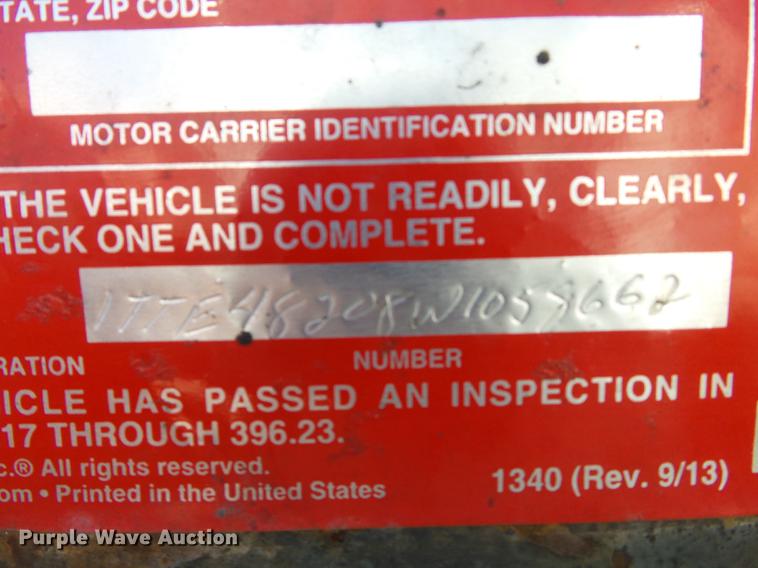 TATE, ZIP CODE
MOTOR CARRIER IDENTIFICATION NUMBER
THE VEHICLE IS NOT READILY, CLEARLY,
HECK ONE AND COMPLETE.
1TTE48208W1058662
RATION NUMBER
ICLE HAS PASSED AN INSPECTION IN
17 THROUGH 396.23.
c.® All rights reserved.
om • Printed in the United States 1340 (Rev. 9/13)
Purple Wave Auction